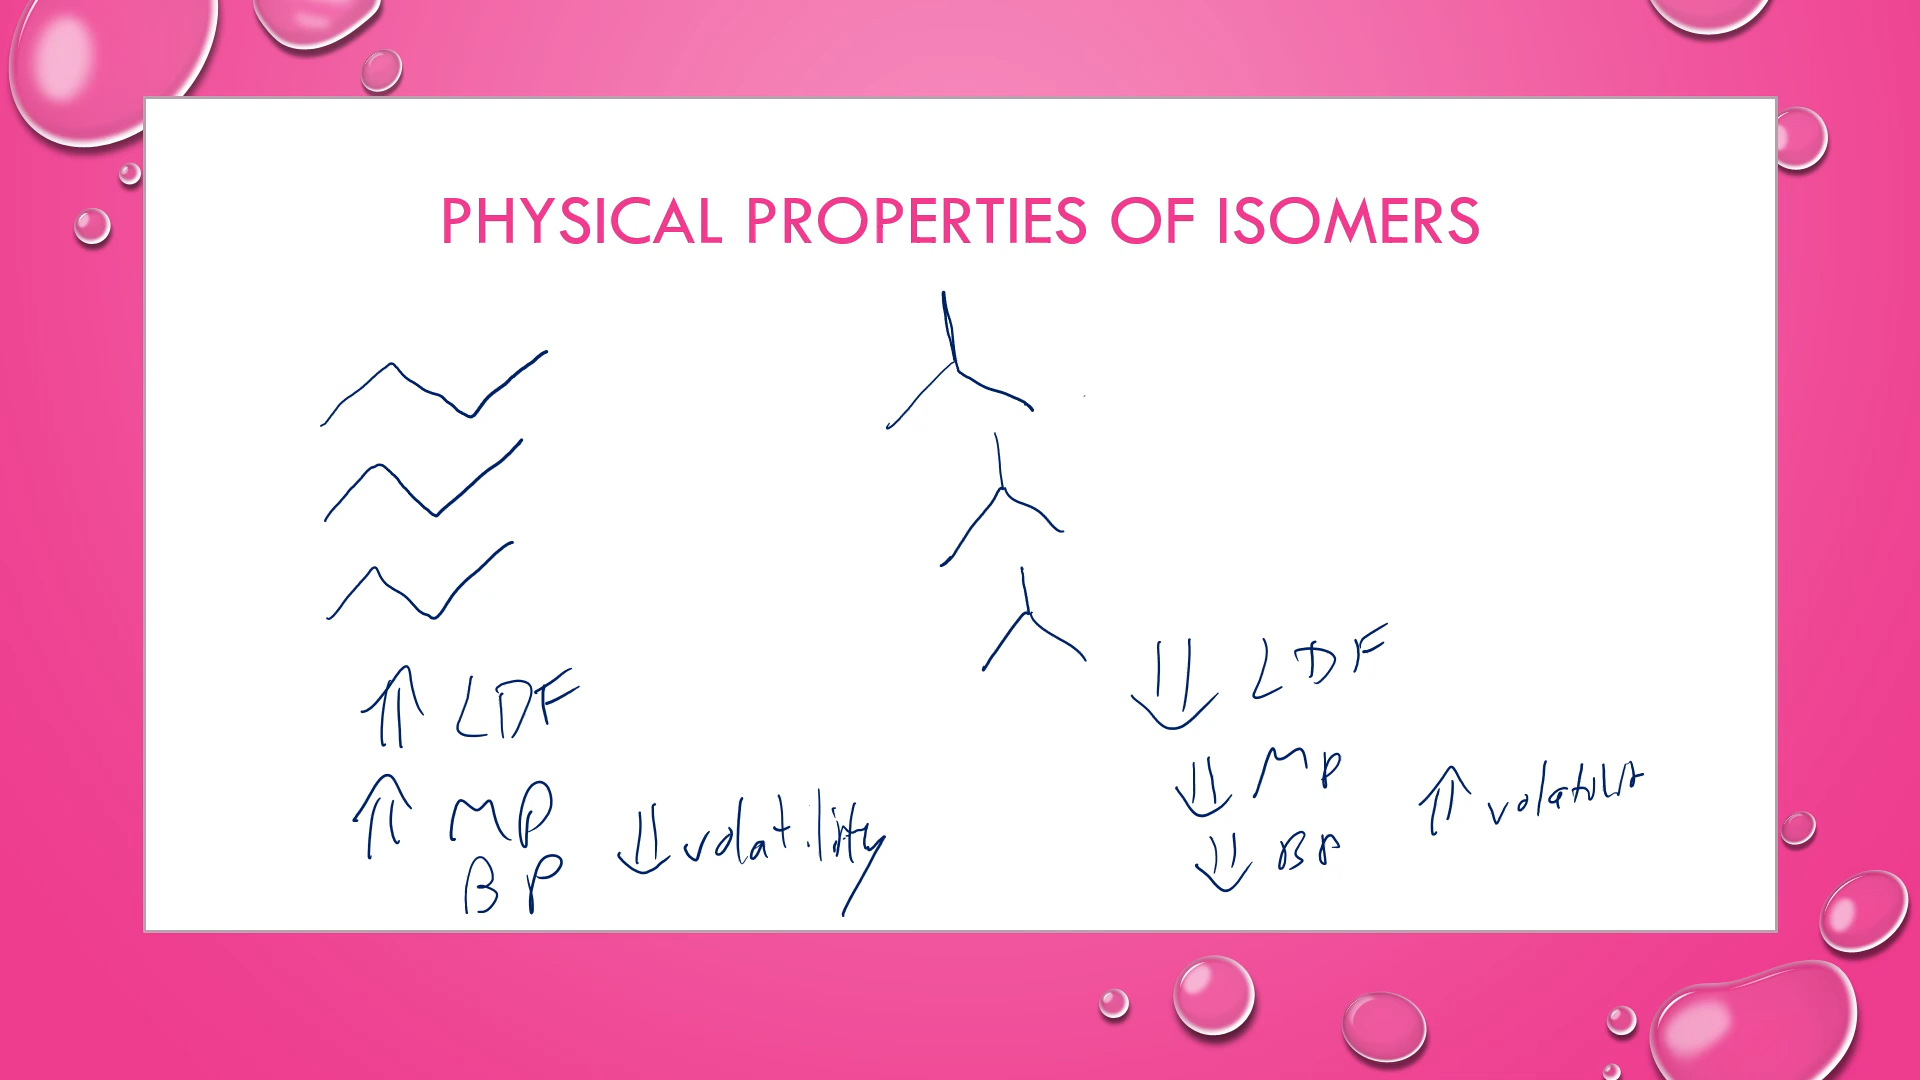 PHYSICAL PROPERTIES OF ISOMERS
⇑ LDF
⇑ MP
BP
⇓ volatility
⇓ LDF
⇓ MP
⇓ BP
⇑